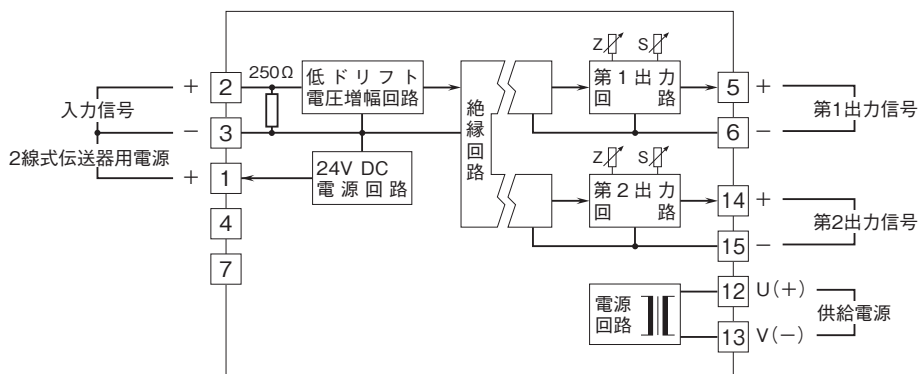 入力信号
2線式伝送器用電源
+
−
+
2
3
1
4
7
250Ω
低ドリフト
電圧増幅回路
24V DC
電源回路
絶縁回路
Z
S
第1出力
回路
Z
S
第2出力
回路
電源
回路
5
+
6
−
第1出力信号
14
+
15
−
第2出力信号
12
U(+)
13
V(−)
供給電源